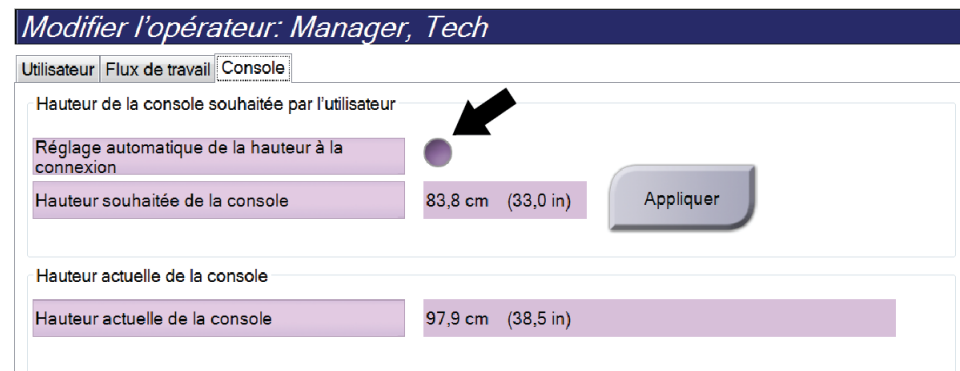 Modifier l'opérateur: Manager, Tech
Utilisateur Flux de travail Console
Hauteur de la console souhaitée par l'utilisateur
Réglage automatique de la hauteur à la
connexion
Hauteur souhaitée de la console 83,8 cm (33,0 in) Appliquer
Hauteur actuelle de la console
Hauteur actuelle de la console 97,9 cm (38,5 in)